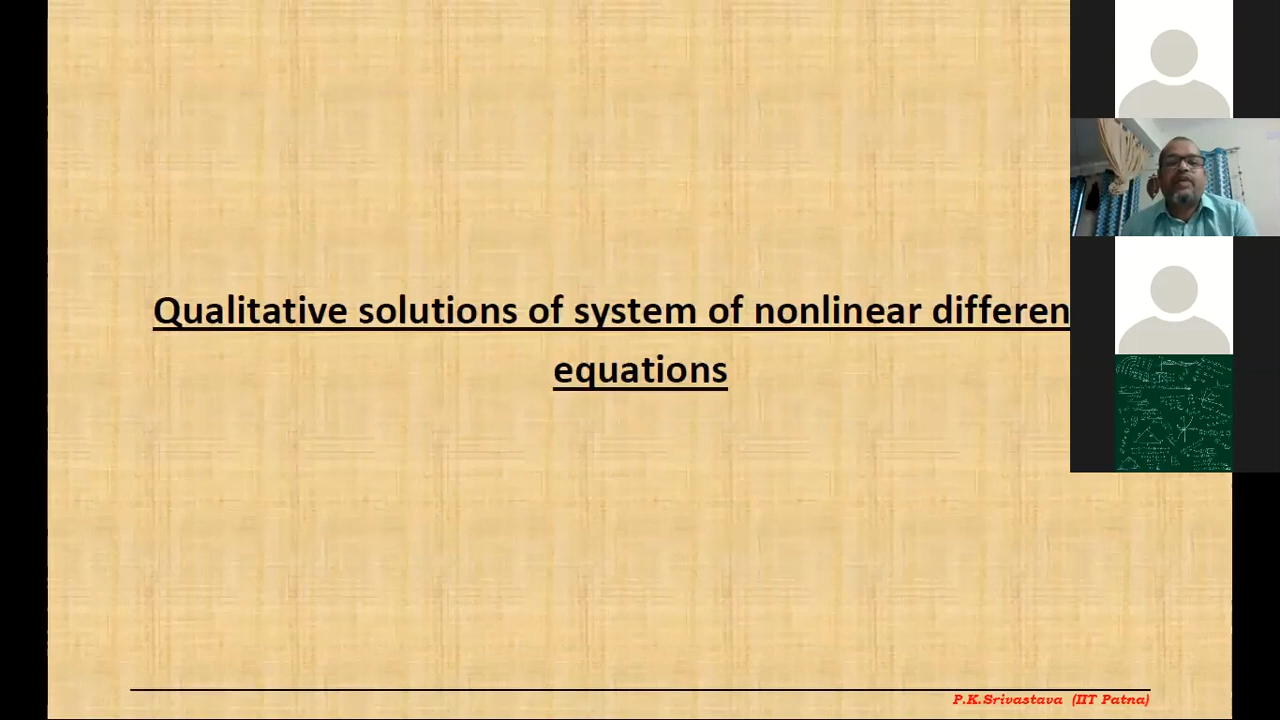 Qualitative solutions of system of nonlinear differen
equations
P.K.Srivastava (IIT Patna)